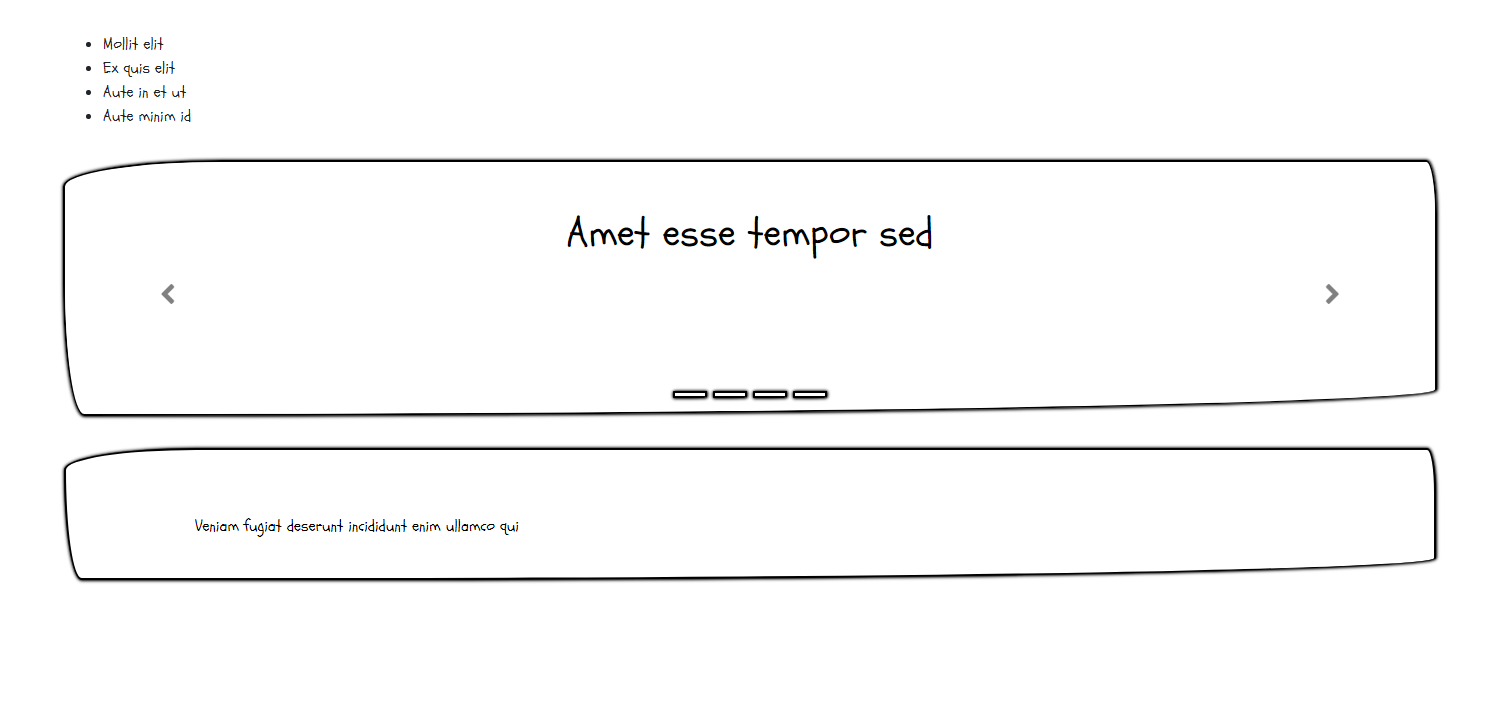 Mollit elit
Ex quis elit
Aute in et ut
Aute minim id
Amet esse tempor sed
Veniam fugiat deserunt incididunt enim ullamco qui